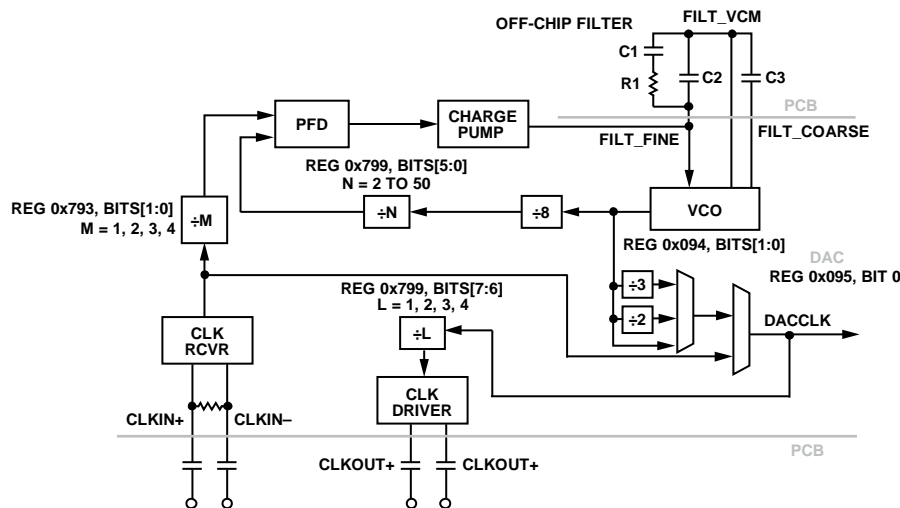 OFF-CHIP FILTER
FILT_VCM
C1
R1
C2
C3
PCB
PFD
CHARGE
PUMP
FILT_FINE
FILT_COARSE
REG 0x799, BITS[5:0]
N = 2 TO 50
REG 0x793, BITS[1:0]
M = 1, 2, 3, 4
÷M
÷N
÷8
VCO
REG 0x094, BITS[1:0]
DAC
REG 0x095, BIT 0
REG 0x799, BITS[7:6]
L = 1, 2, 3, 4
÷3
÷2
DACCLK
CLK
RCVR
÷L
CLK
DRIVER
CLKIN+
CLKIN–
PCB
CLKOUT+
CLKOUT+